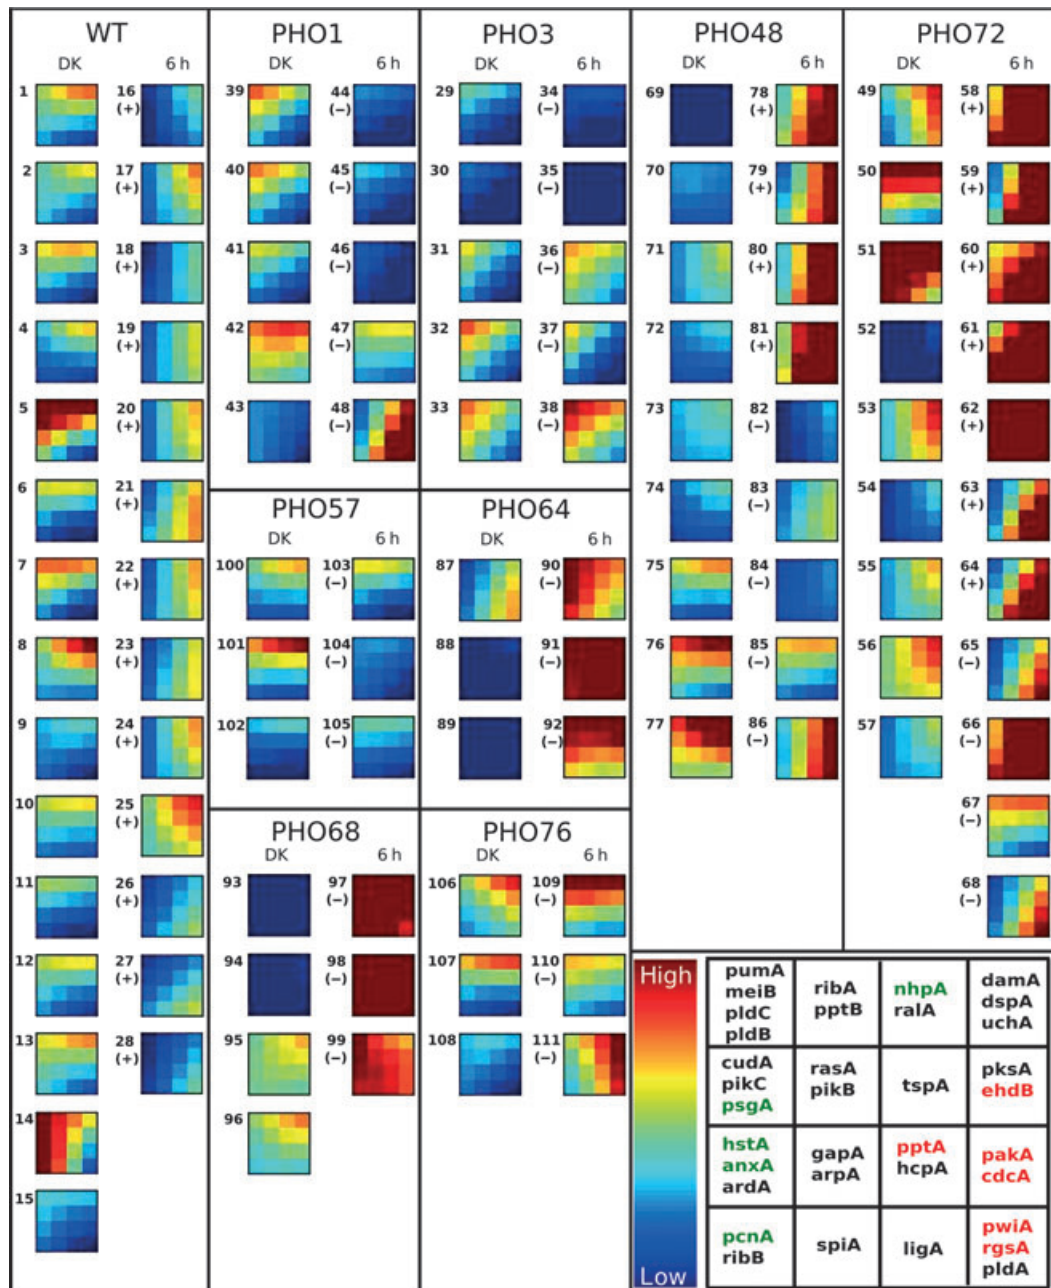 WT
DK 6 h
1 16 (+)
2 17 (+)
3 18 (+)
4 19 (+)
5 20 (+)
6 21 (+)
7 22 (+)
8 23 (+)
9 24 (+)
10 25 (+)
11 26 (+)
12 27 (+)
13 28 (+)
14
15
PHO1
DK 6 h
39 44 (−)
40 45 (−)
41 46 (−)
42 47 (−)
43 48 (−)
PHO3
DK 6 h
29 34 (−)
30 35 (−)
31 36 (−)
32 37 (−)
33 38 (−)
PHO48
DK 6 h
69 78 (+)
70 79 (+)
71 80 (+)
72 81 (+)
73 82 (−)
74 83 (−)
75 84 (−)
76 85 (−)
77 86 (−)
PHO72
DK 6 h
49 58 (+)
50 59 (+)
51 60 (+)
52 61 (+)
53 62 (+)
54 63 (+)
55 64 (+)
56 65 (−)
57 66 (−)
67 (−)
68 (−)
PHO57
DK 6 h
100 103 (−)
101 104 (−)
102 105 (−)
PHO64
DK 6 h
87 90 (−)
88 91 (−)
89 92 (−)
PHO68
DK 6 h
93 97 (−)
94 98 (−)
95 99 (−)
96
PHO76
DK 6 h
106 109 (−)
107 110 (−)
108 111 (−)
High
Low
pumA
meiB
pldC
pldB
ribA
pptB
nhpA
ralA
damA
dspA
uchA
cudA
pikC
psgA
rasA
pikB
tspA
pksA
ehdB
hstA
anxA
ardA
gapA
arpA
pptA
hcpA
pakA
cdcA
pcnA
ribB
spiA
ligA
pwiA
rgsA
pldA